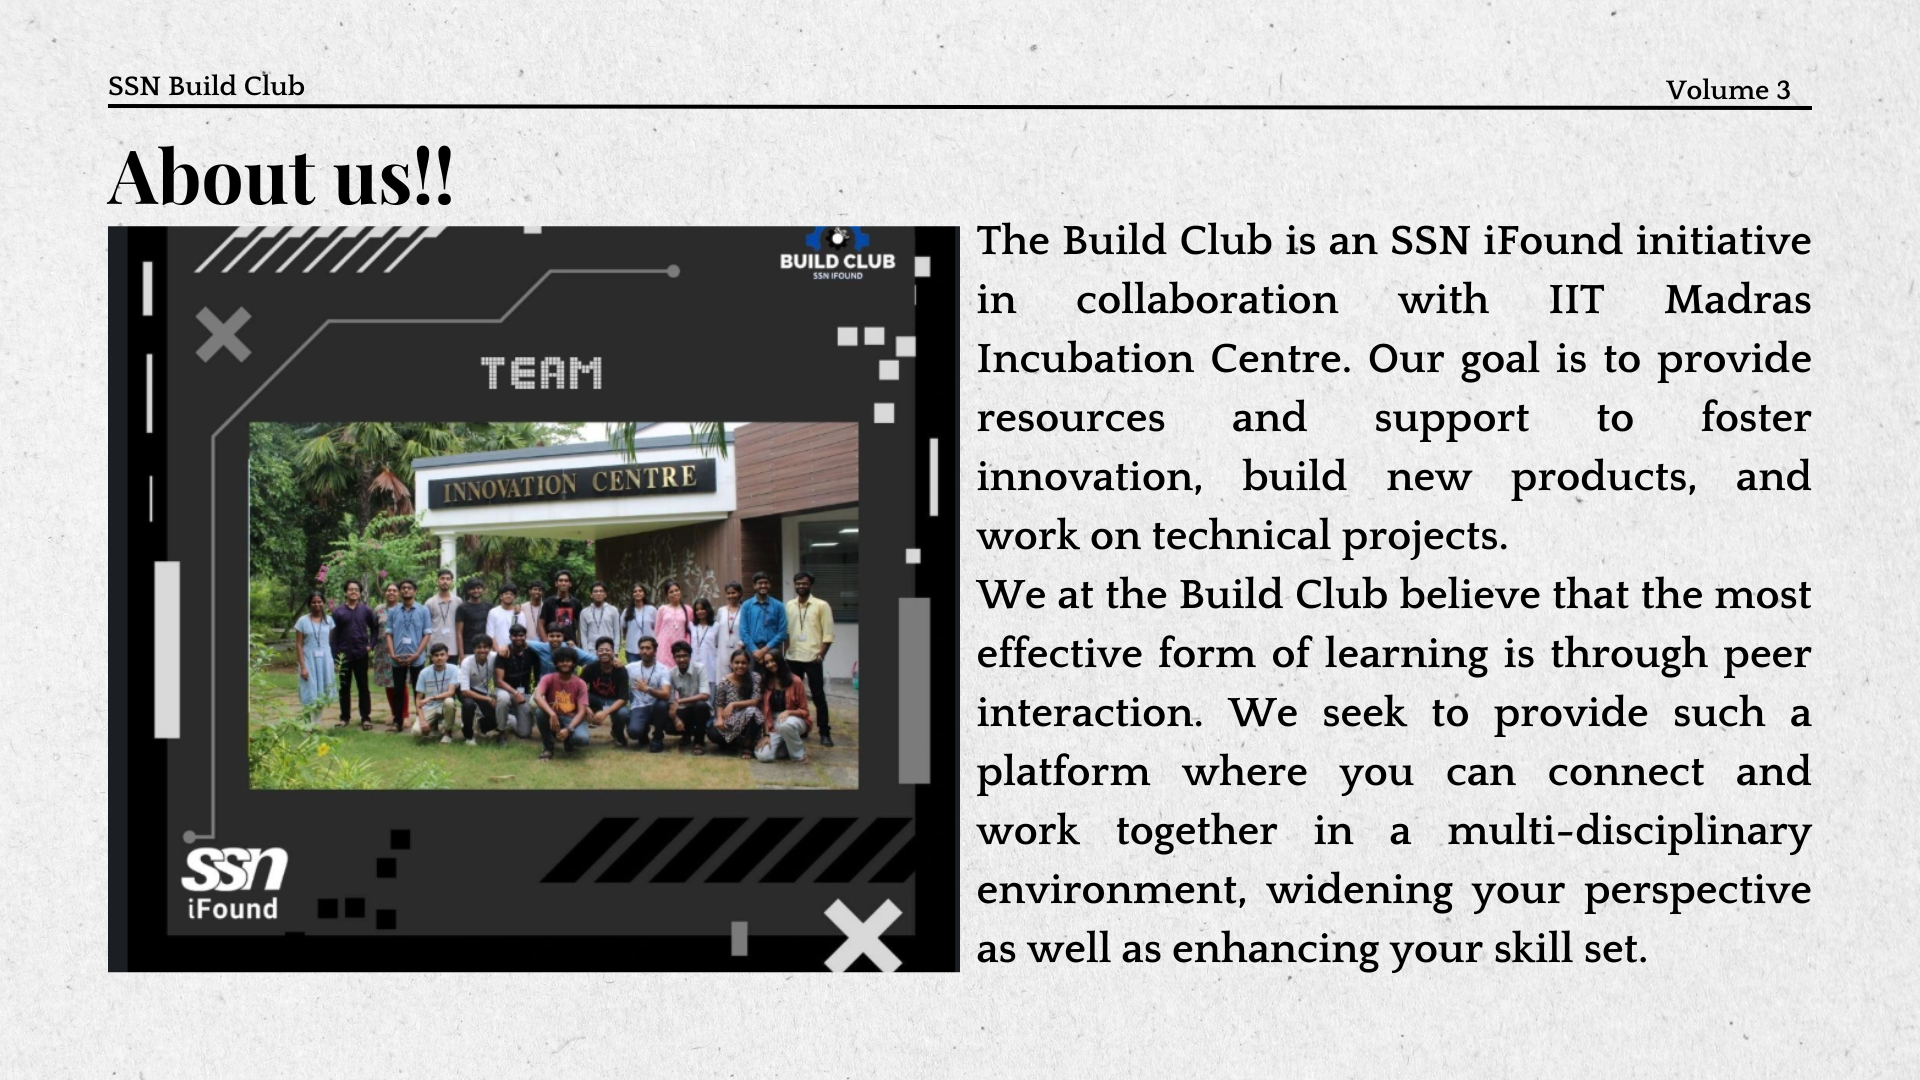 SSN Build Club
Volume 3
About us!!
BUILD CLUB
SSN IFOUND
TEAM
INNOVATION CENTRE
ssn
iFound
The Build Club is an SSN iFound initiative
in collaboration with IIT Madras
Incubation Centre. Our goal is to provide
resources and support to foster
innovation, build new products, and
work on technical projects.
We at the Build Club believe that the most
effective form of learning is through peer
interaction. We seek to provide such a
platform where you can connect and
work together in a multi-disciplinary
environment, widening your perspective
as well as enhancing your skill set.